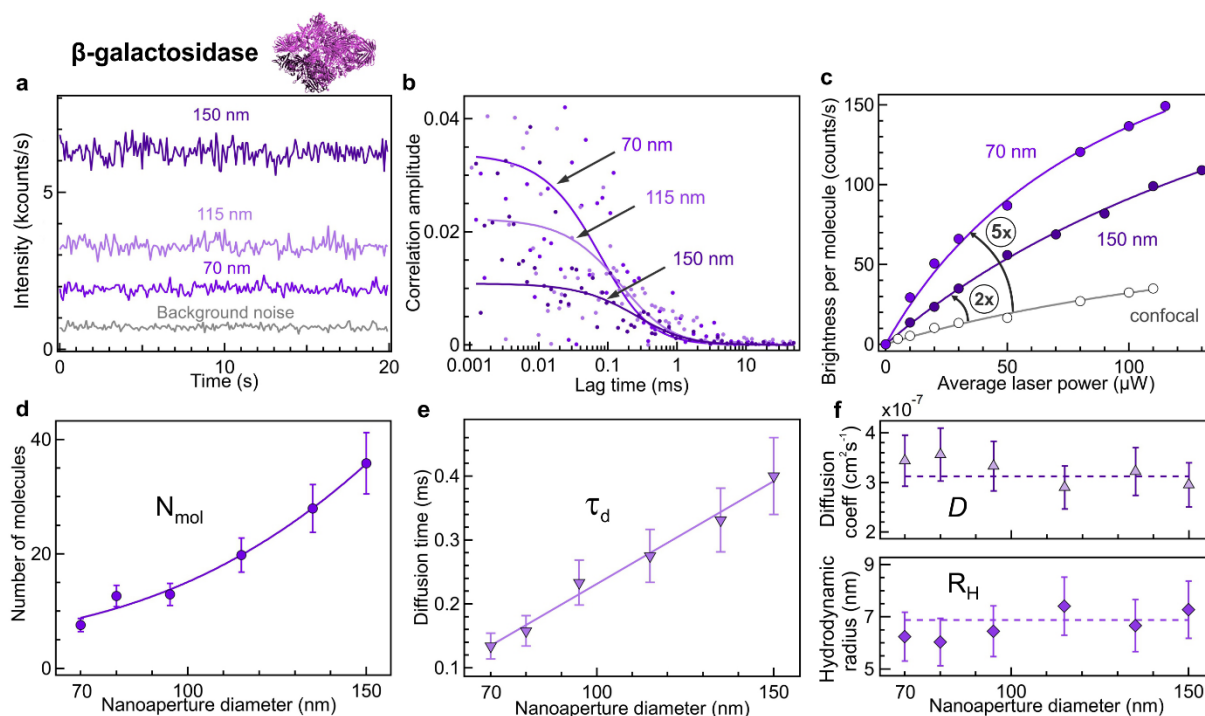 β-galactosidase
a
150 nm
115 nm
70 nm
Background noise
Intensity (kcounts/s)
5
0
0
10
20
Time (s)
b
0.04
0.02
0
70 nm
115 nm
150 nm
Correlation amplitude
0.001
0.01
0.1
1
10
Lag time (ms)
c
150
100
50
0
70 nm
5x
150 nm
2x
confocal
Brightness per molecule (counts/s)
0
50
100
Average laser power (µW)
d
40
20
0
Nmol
Number of molecules
70
100
150
Nanoaperture diameter (nm)
e
0.4
0.3
0.2
0.1
τd
Diffusion time (ms)
70
100
150
Nanoaperture diameter (nm)
f
x10-7
4
3
2
D
Diffusion
coeff (cm2s-1)
9
7
5
RH
Hydrodynamic
radius (nm)
70
100
150
Nanoaperture diameter (nm)